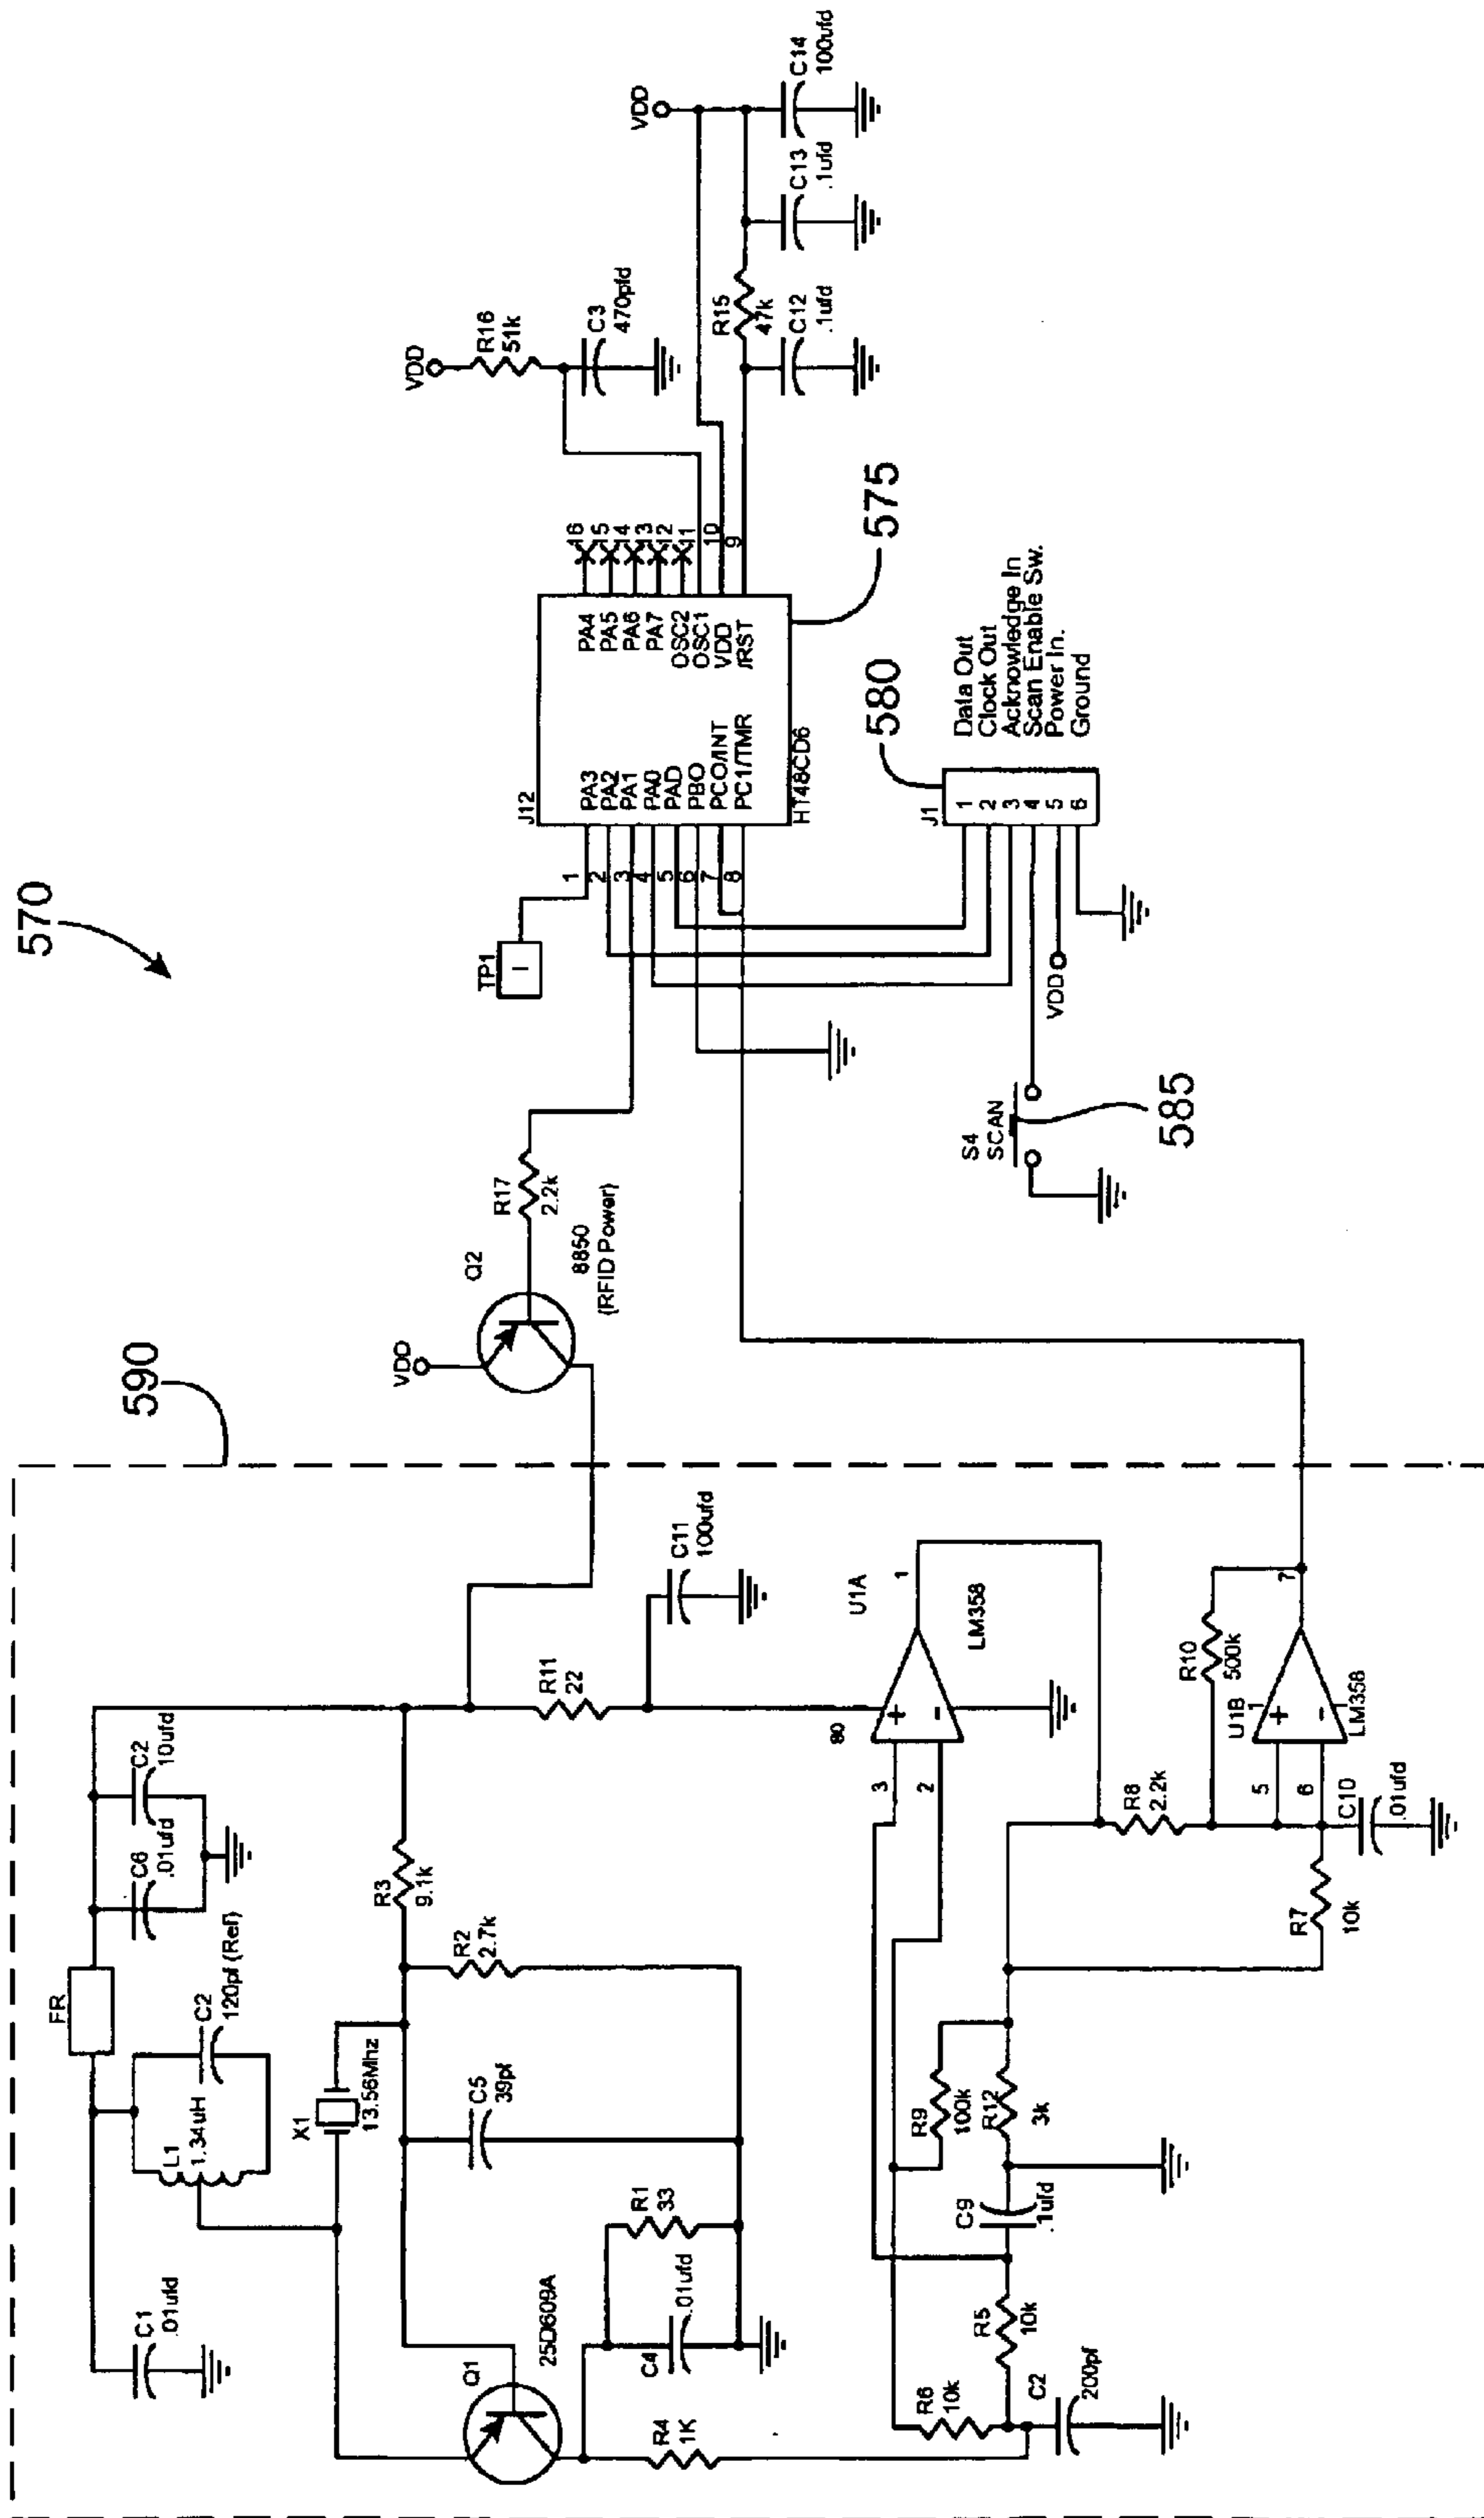 570
590
575
580
585
FR
C1
.01ufd
L1
1.34uH
C2
120pf (Ref)
C6
.01ufd
C2
10ufd
X1
13.56Mhz
R3
9.1k
R2
2.7k
C5
39pf
R1
33
C4
.01ufd
Q1
25D609A
R4
1K
R11
22
C11
100ufd
R6
10k
R5
10k
C2
200pf
C9
.1ufd
R9
100k
R12
3k
U1A
80
3
2
+
-
1
LM358
R8
2.2k
R7
10k
R10
500k
U1B
5
6
+
-
7
LM358
C10
.01ufd
VDD
Q2
8850
(RFID Power)
R17
2.2k
TP1
1
J12
PA3
PA2
PA1
PA0
PAD
PBO
PCO/INT
PC1/TMR
1
2
3
4
5
6
7
8
PA4
PA5
PA6
PA7
OSC2
OSC1
VDD
/RST
16
15
14
13
12
11
10
9
HT48CD6
VDD
R16
51k
C3
470pfd
VDD
R15
47k
C12
.1ufd
C13
.1ufd
C14
100ufd
J1
1
2
3
4
5
6
Data Out
Clock Out
Acknowledge In
Scan Enable Sw.
Power In.
Ground
VDD
S4
SCAN